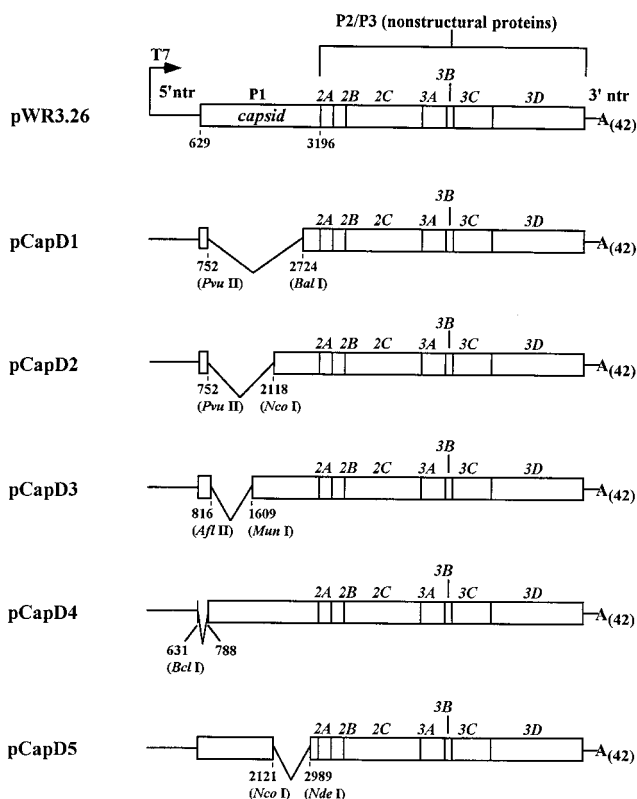 P2/P3 (nonstructural proteins)
T7
3B
5'ntr P1 2A 2B 2C 3A 3C 3D 3' ntr
pWR3.26 capsid A(42)
629 3196
3B
2A 2B 2C 3A 3C 3D
pCapD1 A(42)
752 2724
(Pvu II) (Bal I)
3B
2A 2B 2C 3A 3C 3D
pCapD2 A(42)
752 2118
(Pvu II) (Nco I)
3B
2A 2B 2C 3A 3C 3D
pCapD3 A(42)
816 1609
(Afl II) (Mun I)
3B
2A 2B 2C 3A 3C 3D
pCapD4 A(42)
631 788
(Bcl I)
3B
2A 2B 2C 3A 3C 3D
pCapD5 A(42)
2121 2989
(Nco I) (Nde I)